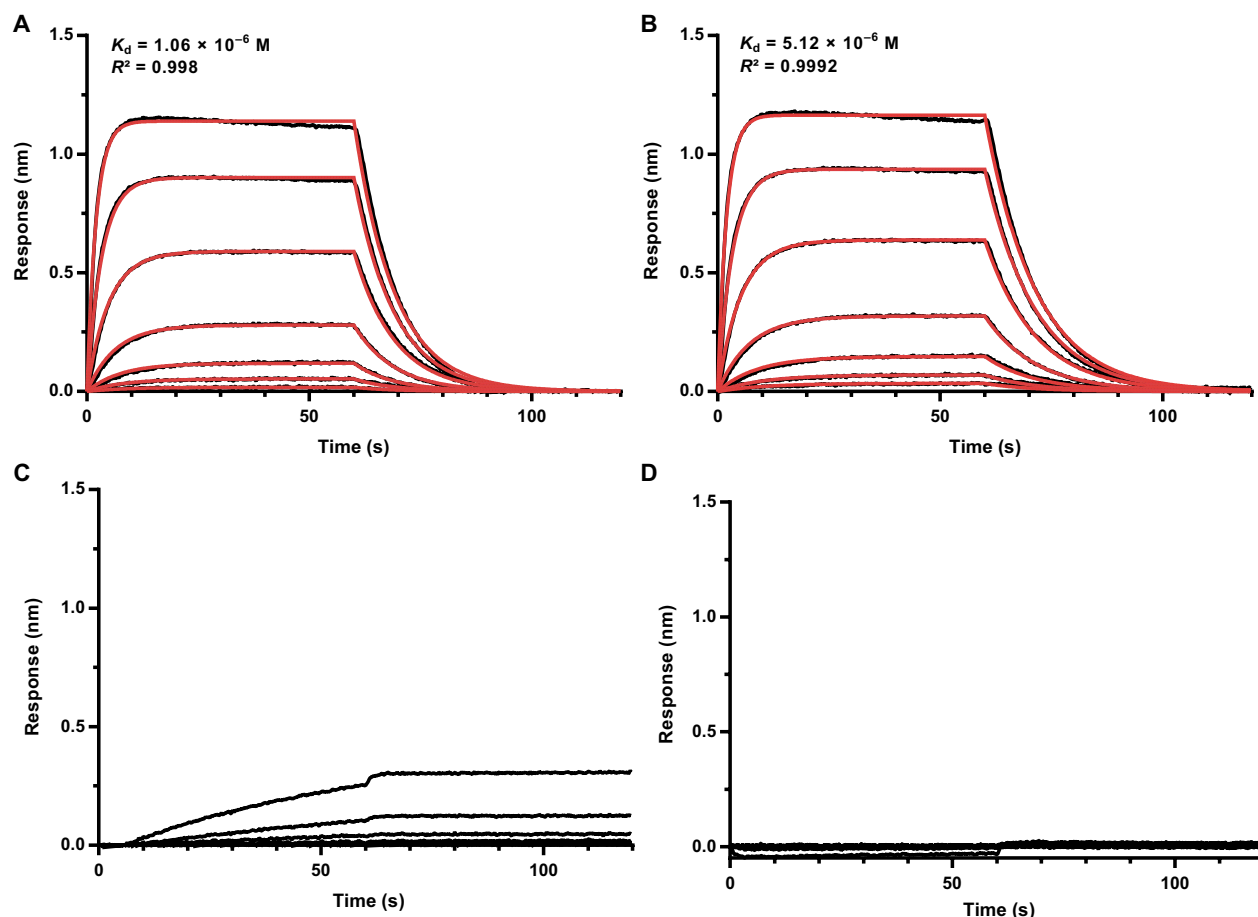 A
K_d = 1.06 × 10⁻⁶ M
R² = 0.998
Response (nm)
1.5
1.0
0.5
0.0
0
50
100
Time (s)
B
K_d = 5.12 × 10⁻⁶ M
R² = 0.9992
Response (nm)
1.5
1.0
0.5
0.0
0
50
100
Time (s)
C
Response (nm)
1.5
1.0
0.5
0.0
0
50
100
Time (s)
D
Response (nm)
1.5
1.0
0.5
0.0
0
50
100
Time (s)